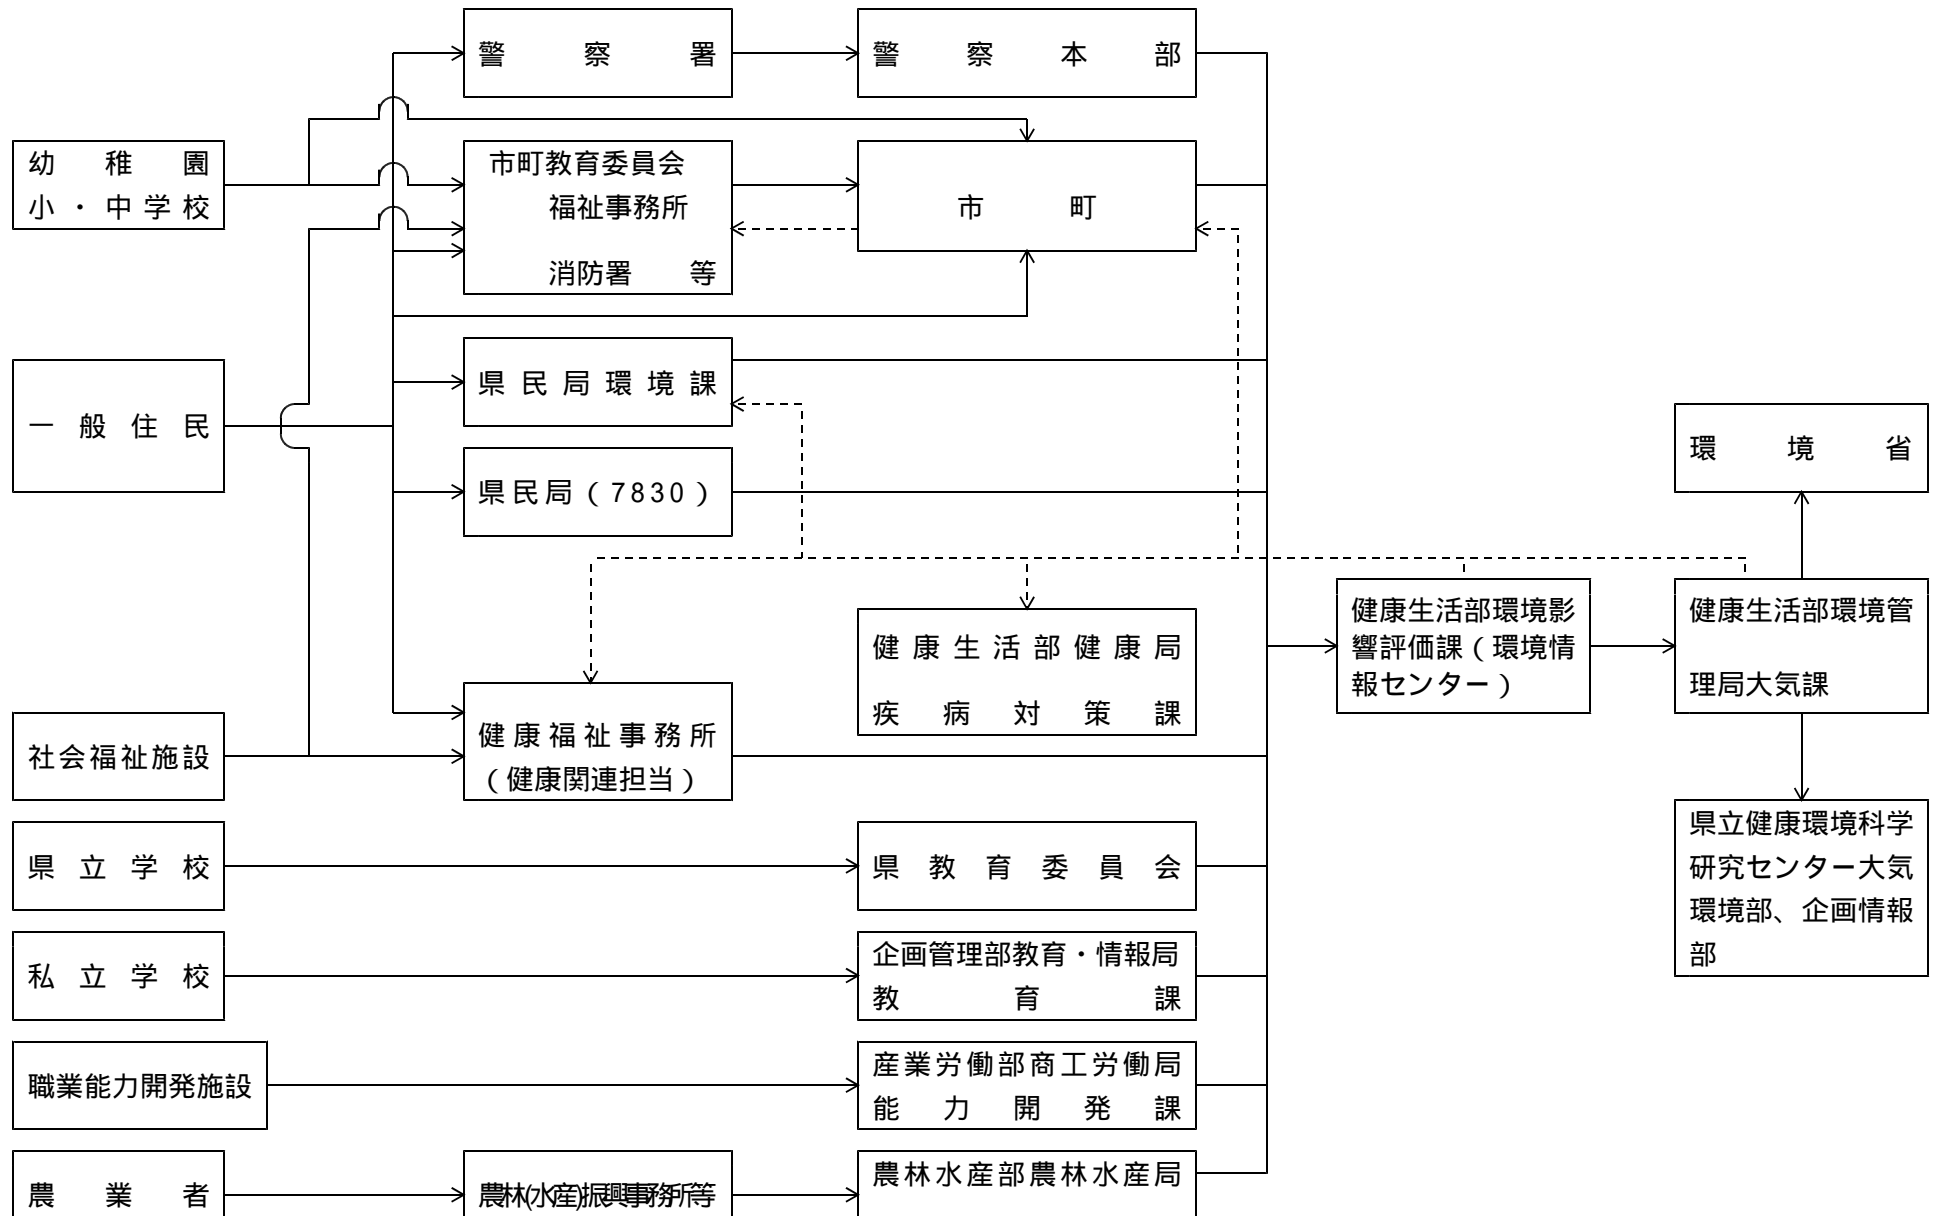 警察署
警察本部
幼稚園
小・中学校
市町教育委員会
福祉事務所
消防署　等
市町
県民局環境課
一般住民
県民局（7830）
環境省
健康生活部健康局
疾病対策課
健康生活部環境影
響評価課（環境情
報センター）
健康生活部環境管
理局大気課
社会福祉施設
健康福祉事務所
（健康関連担当）
県立健康環境科学
研究センター大気
環境部、企画情報
部
県立学校
県教育委員会
私立学校
企画管理部教育・情報局
教育課
職業能力開発施設
産業労働部商工労働局
能力開発課
農業者
農林(水産)振興事務所等
農林水産部農林水産局